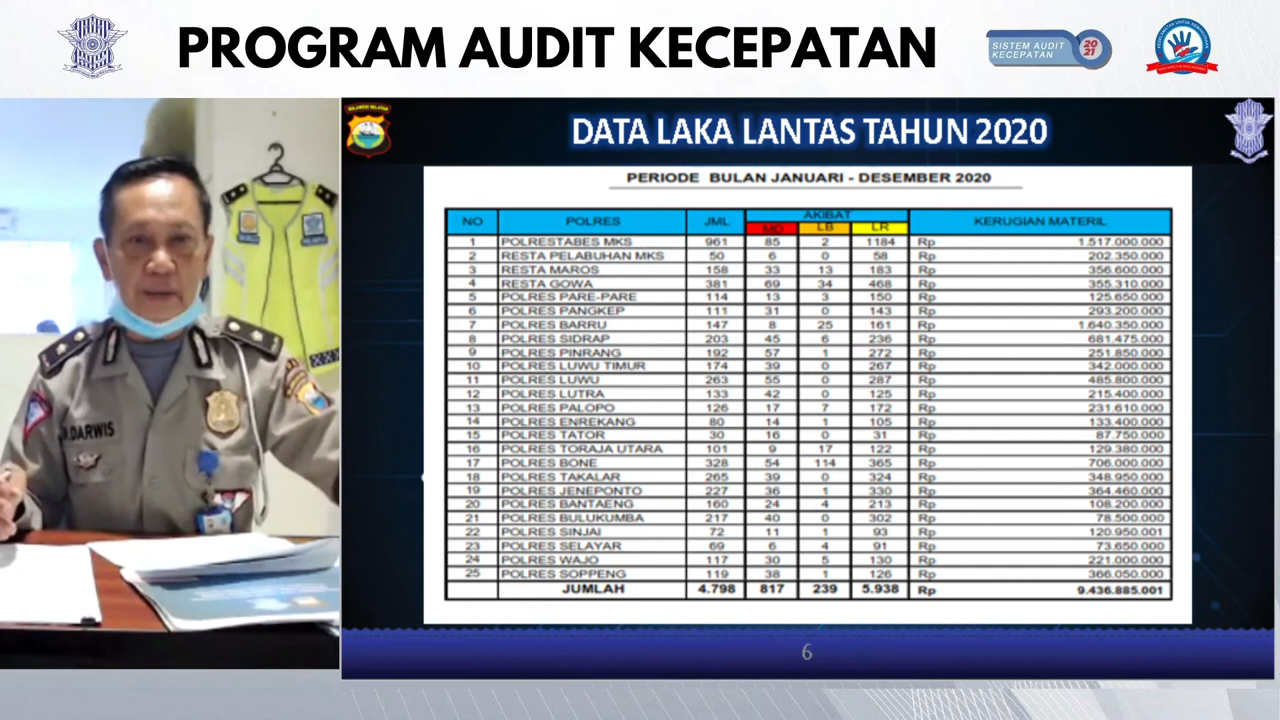 PROGRAM AUDIT KECEPATAN
SISTEM AUDIT
KECEPATAN
20
21
SULAWESI SELATAN
DATA LAKA LANTAS TAHUN 2020
PERIODE BULAN JANUARI - DESEMBER 2020
NO POLRES JML AKIBAT KERUGIAN MATERIL
MD LB LR
1 POLRESTABES MKS 961 85 2 1184 Rp 1.517.000.000
2 RESTA PELABUHAN MKS 50 6 0 58 Rp 202.350.000
3 RESTA MAROS 158 33 13 183 Rp 356.600.000
4 RESTA GOWA 381 69 34 468 Rp 355.310.000
5 POLRES PARE-PARE 114 13 3 150 Rp 125.650.000
6 POLRES PANGKEP 111 31 0 143 Rp 293.200.000
7 POLRES BARRU 147 8 25 161 Rp 1.640.350.000
8 POLRES SIDRAP 203 45 6 236 Rp 681.475.000
9 POLRES PINRANG 192 57 1 272 Rp 251.850.000
10 POLRES LUWU TIMUR 174 39 0 267 Rp 342.000.000
11 POLRES LUWU 263 55 0 287 Rp 485.800.000
12 POLRES LUTRA 133 42 0 125 Rp 215.400.000
13 POLRES PALOPO 126 17 7 172 Rp 231.610.000
14 POLRES ENREKANG 80 14 1 105 Rp 133.400.000
15 POLRES TATOR 30 16 0 31 Rp 87.750.000
16 POLRES TORAJA UTARA 101 9 17 122 Rp 129.380.000
17 POLRES BONE 328 54 114 365 Rp 706.000.000
18 POLRES TAKALAR 265 39 0 324 Rp 348.950.000
19 POLRES JENEPONTO 227 36 1 330 Rp 364.460.000
20 POLRES BANTAENG 160 24 4 213 Rp 108.200.000
21 POLRES BULUKUMBA 217 40 0 302 Rp 78.500.000
22 POLRES SINJAI 72 11 1 93 Rp 120.950.001
23 POLRES SELAYAR 69 6 4 91 Rp 73.650.000
24 POLRES WAJO 117 30 5 130 Rp 221.000.000
25 POLRES SOPPENG 119 38 1 126 Rp 366.050.000
JUMLAH 4.798 817 239 5.938 Rp 9.436.885.001
6
DARWIS